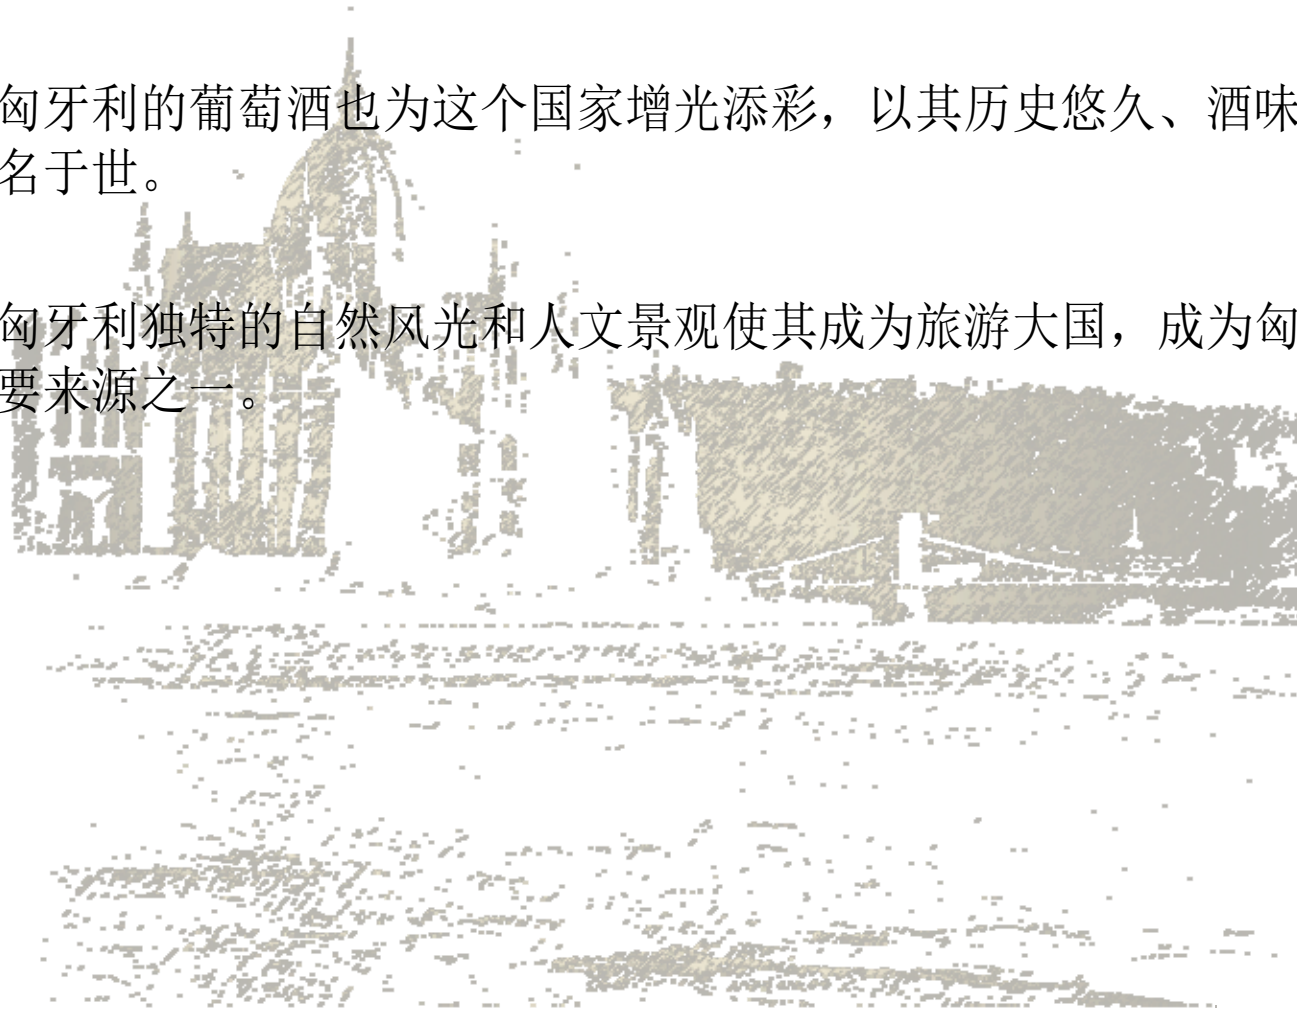 匈牙利的葡萄酒也为这个国家增光添彩，以其历史悠久、酒味
名于世。
匈牙利独特的自然风光和人文景观使其成为旅游大国，成为匈
要来源之一。